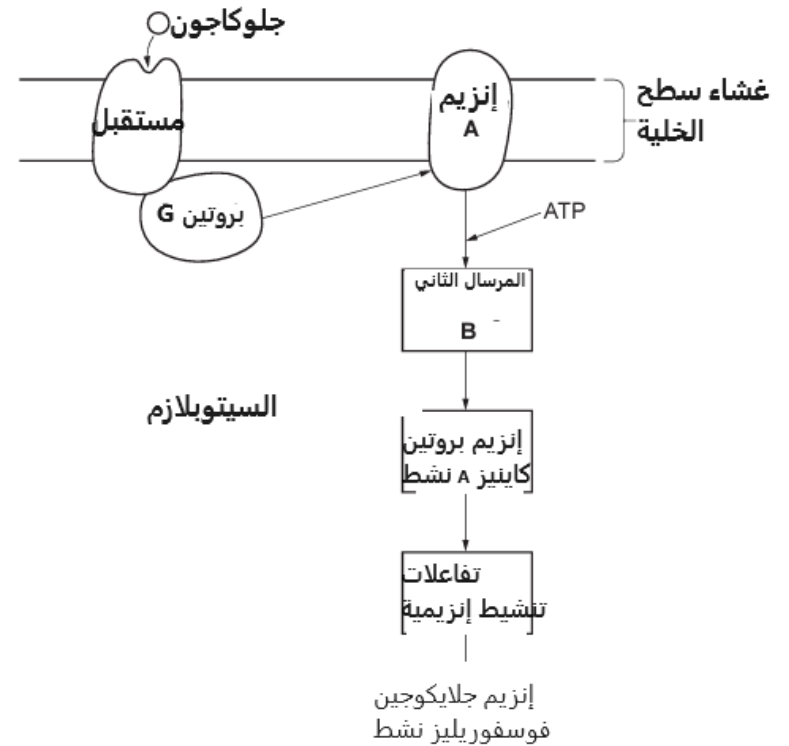 جلوكاجون
مستقبل
إنزيم
A
غشاء سطح
الخلية
بروتين G
ATP
المرسال الثاني
B
السيتوبلازم
إنزيم بروتين
كاينيز A نشط
تفاعلات
تنشيط إنزيمية
إنزيم جلايكوجين
فوسفوريليز نشط